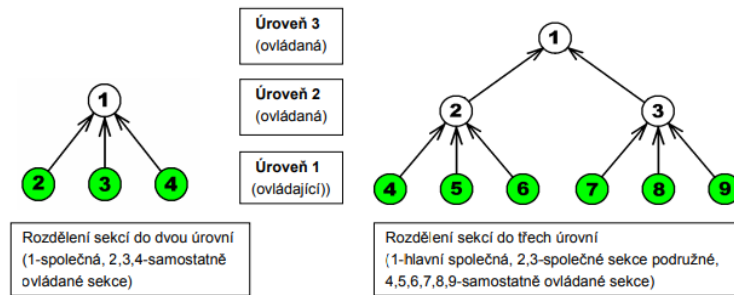 Úroveň 3
(ovládaná)
1
Úroveň 2
(ovládaná)
1
2
3
Úroveň 1
(ovládající))
2
3
4
4
5
6
7
8
9
Rozdělení sekcí do dvou úrovní
(1-společná, 2,3,4-samostatně
ovládané sekce)
Rozdělení sekcí do třech úrovní
(1-hlavní společná, 2,3-společné sekce podružné,
4,5,6,7,8,9-samostatně ovládané sekce)